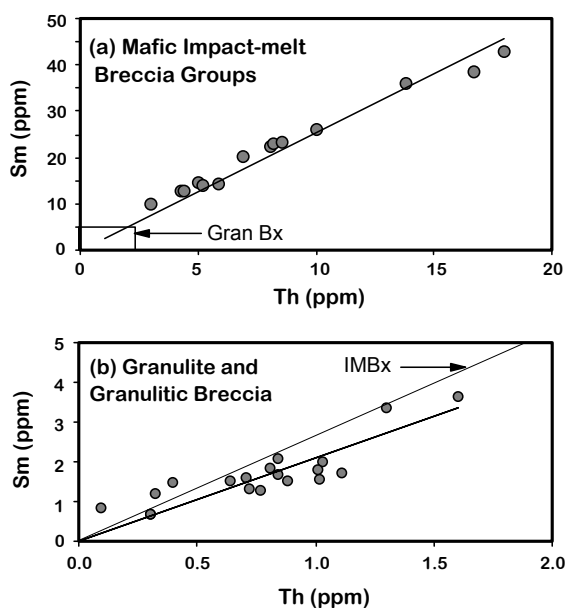 50
(a) Mafic Impact-melt
Breccia Groups
40
30
20
10
0
Sm (ppm)
Gran Bx
0 5 10 15 20
Th (ppm)
5
(b) Granulite and
Granulitic Breccia
IMBx
4
3
2
1
0
Sm (ppm)
0.0 0.5 1.0 1.5 2.0
Th (ppm)